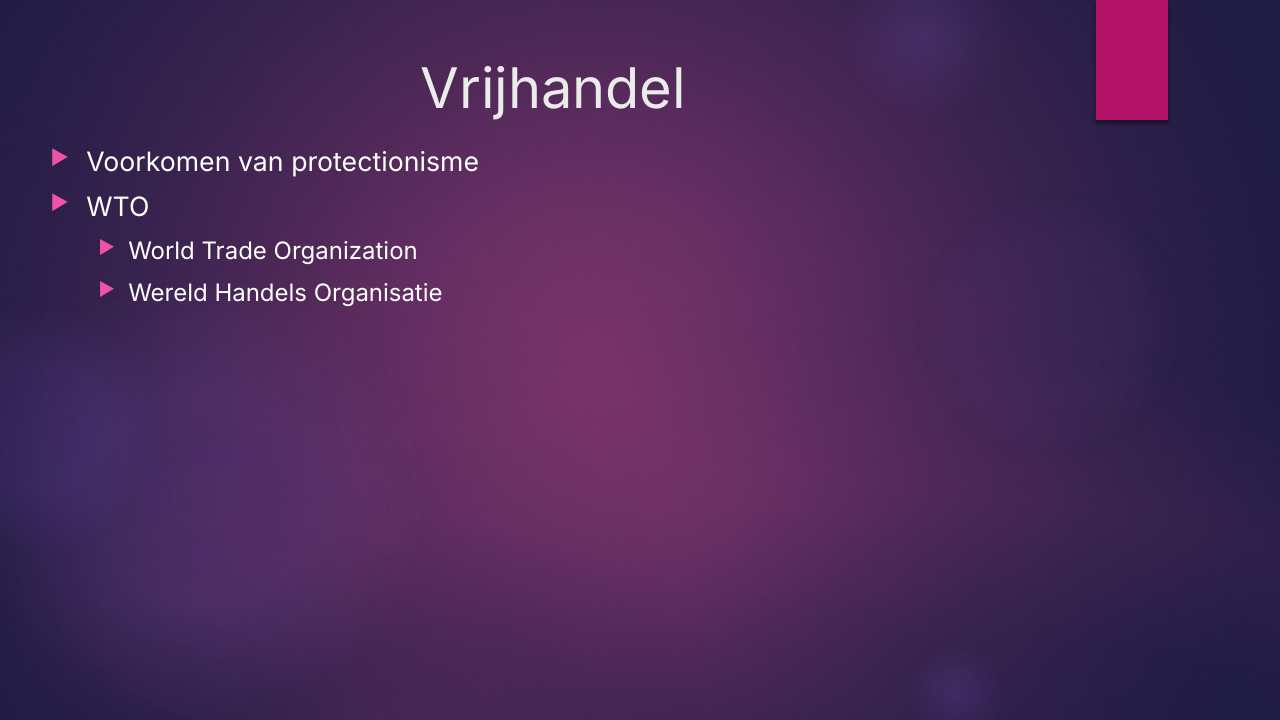 Vrijhandel
Voorkomen van protectionisme
WTO
World Trade Organization
Wereld Handels Organisatie